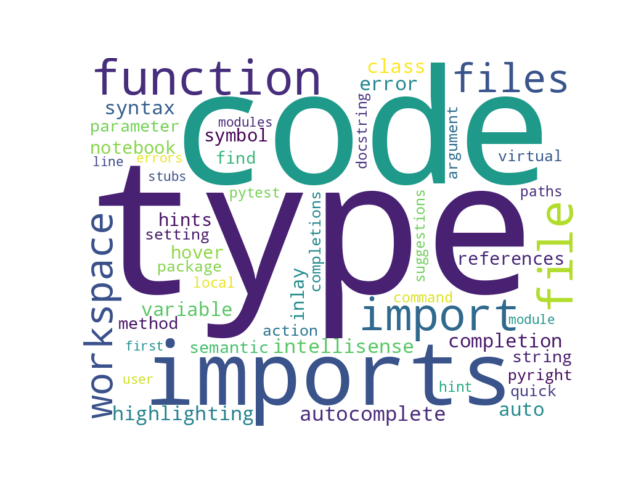 function
class
error
files
code
syntax
modules
symbol
docstring
argument
parameter
notebook
find
virtual
line
errors
stubs
type
pytest
paths
completions
suggestions
workspace
hints
setting
hover
package
local
references
file
inlay
command
variable
import
module
method
action
completion
first
semantic
intellisense
string
imports
pyright
user
hint
quick
highlighting
autocomplete
auto